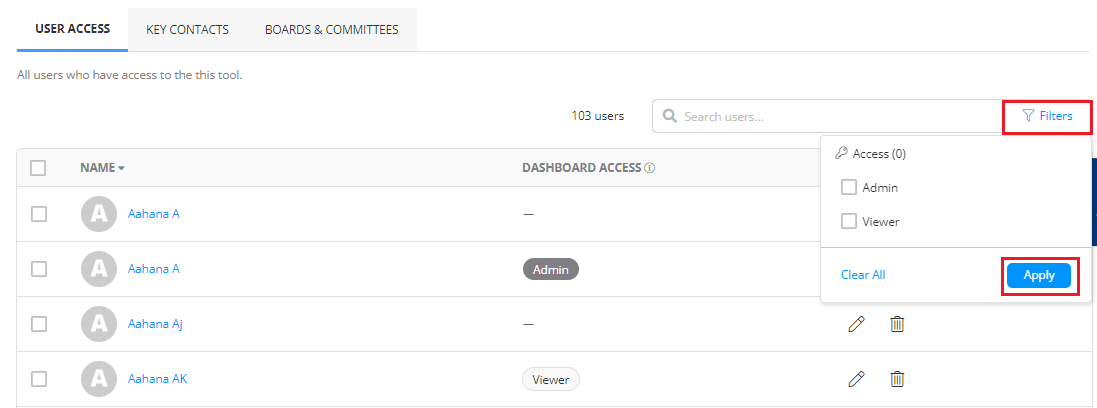 USER ACCESS KEY CONTACTS BOARDS & COMMITTEES
All users who have access to the this tool.
103 users Search users... Filters
NAME DASHBOARD ACCESS
Access (0)
Admin
Viewer
Clear All Apply
A Aahana A —
A Aahana A Admin
A Aahana Aj —
A Aahana AK Viewer